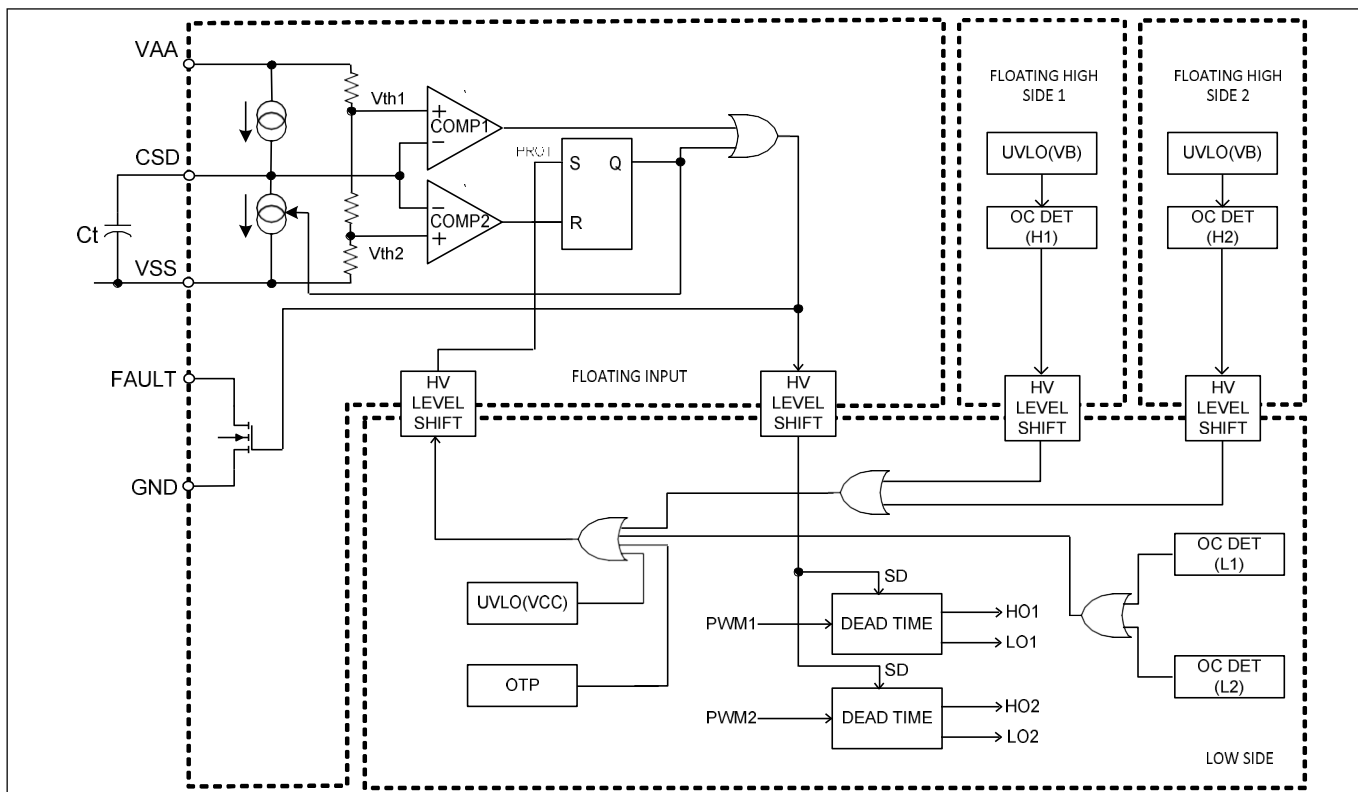 VAA
CSD
Ct
VSS
FAULT
GND
Vth1
Vth2
+
COMP1
−
−
COMP2
+
PROT
S
Q
R
FLOATING HIGH
SIDE 1
UVLO(VB)
OC DET
(H1)
FLOATING HIGH
SIDE 2
UVLO(VB)
OC DET
(H2)
HV
LEVEL
SHIFT
FLOATING INPUT
HV
LEVEL
SHIFT
HV
LEVEL
SHIFT
HV
LEVEL
SHIFT
UVLO(VCC)
OTP
SD
PWM1
DEAD TIME
HO1
LO1
SD
PWM2
DEAD TIME
HO2
LO2
OC DET
(L1)
OC DET
(L2)
LOW SIDE